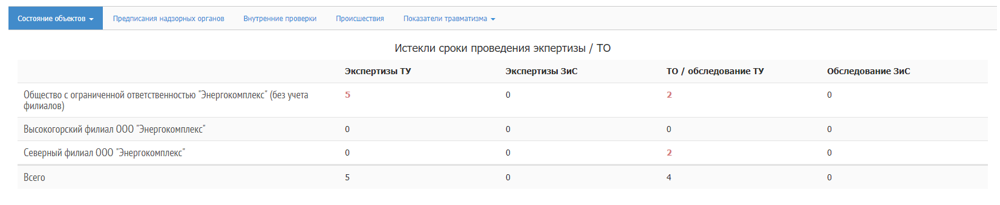 Состояние объектов Предписания надзорных органов Внутренние проверки Происшествия Показатели травматизма
Истекли сроки проведения экпертизы / ТО
Экспертизы ТУ Экспертизы ЗиС ТО / обследование ТУ Обследование ЗиС
Общество с ограниченной ответственностью "Энергокомплекс" (без учета 5 0 2 0
филиалов)
Высокогорский филиал ООО "Энергокомплекс" 0 0 0 0
Северный филиал ООО "Энергокомплекс" 0 0 2 0
Всего 5 0 4 0